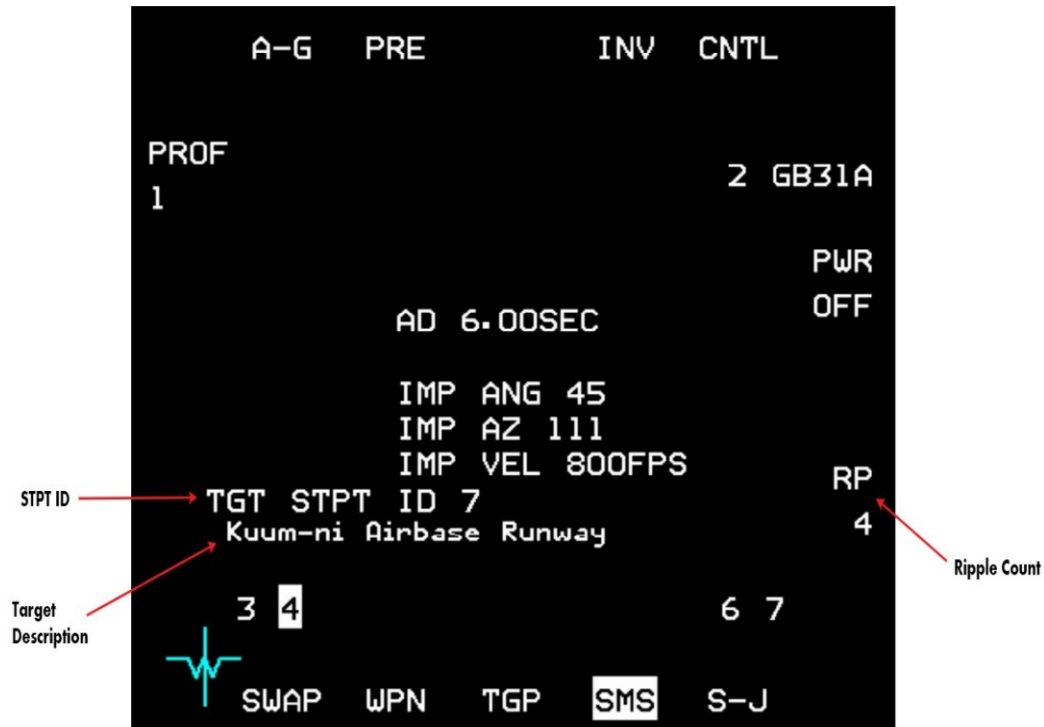 A-G PRE INV CNTL
PROF
1
2 GB31A
PWR
OFF
AD 6.00SEC
IMP ANG 45
IMP AZ 111
IMP VEL 800FPS
RP
4
STPT ID
TGT STPT ID 7
Kuum-ni Airbase Runway
Ripple Count
Target
Description
3 4 6 7
SWAP WPN TGP SMS S-J